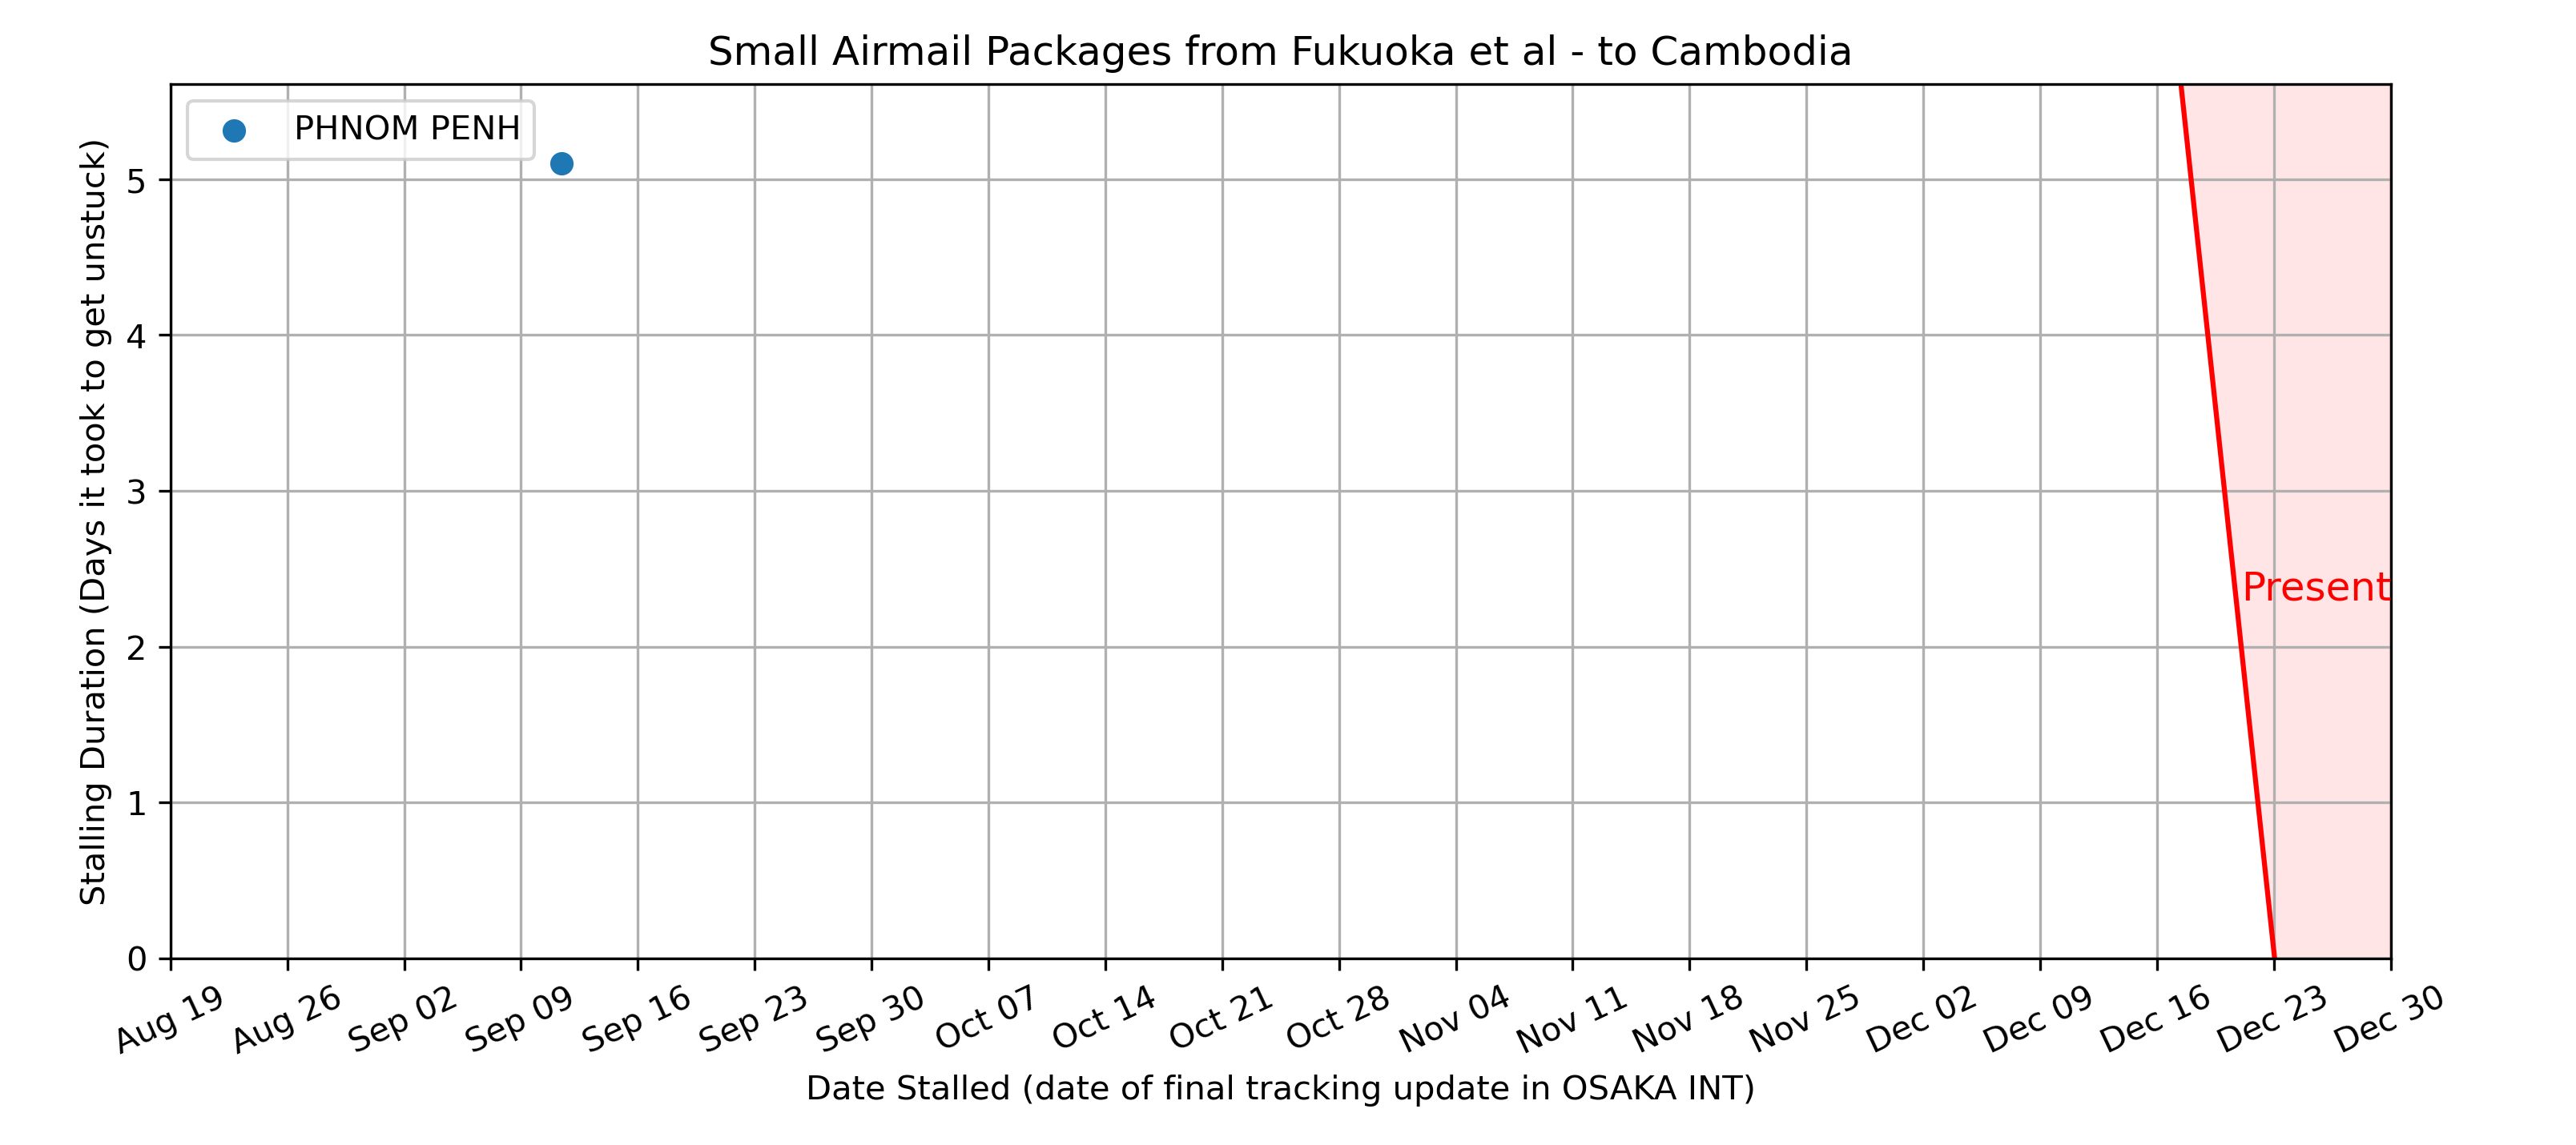 Small Airmail Packages from Fukuoka et al - to Cambodia
PHNOM PENH
Stalling Duration (Days it took to get unstuck)
5
4
3
2
1
0
Present
Aug 19
Aug 26
Sep 02
Sep 09
Sep 16
Sep 23
Sep 30
Oct 07
Oct 14
Oct 21
Oct 28
Nov 04
Nov 11
Nov 18
Nov 25
Dec 02
Dec 09
Dec 16
Dec 23
Dec 30
Date Stalled (date of final tracking update in OSAKA INT)